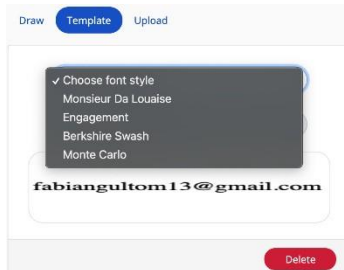 Draw Template Upload
✓ Choose font style
Monsieur Da Louaise
Engagement
Berkshire Swash
Monte Carlo
fabiangultom13@gmail.com
Delete